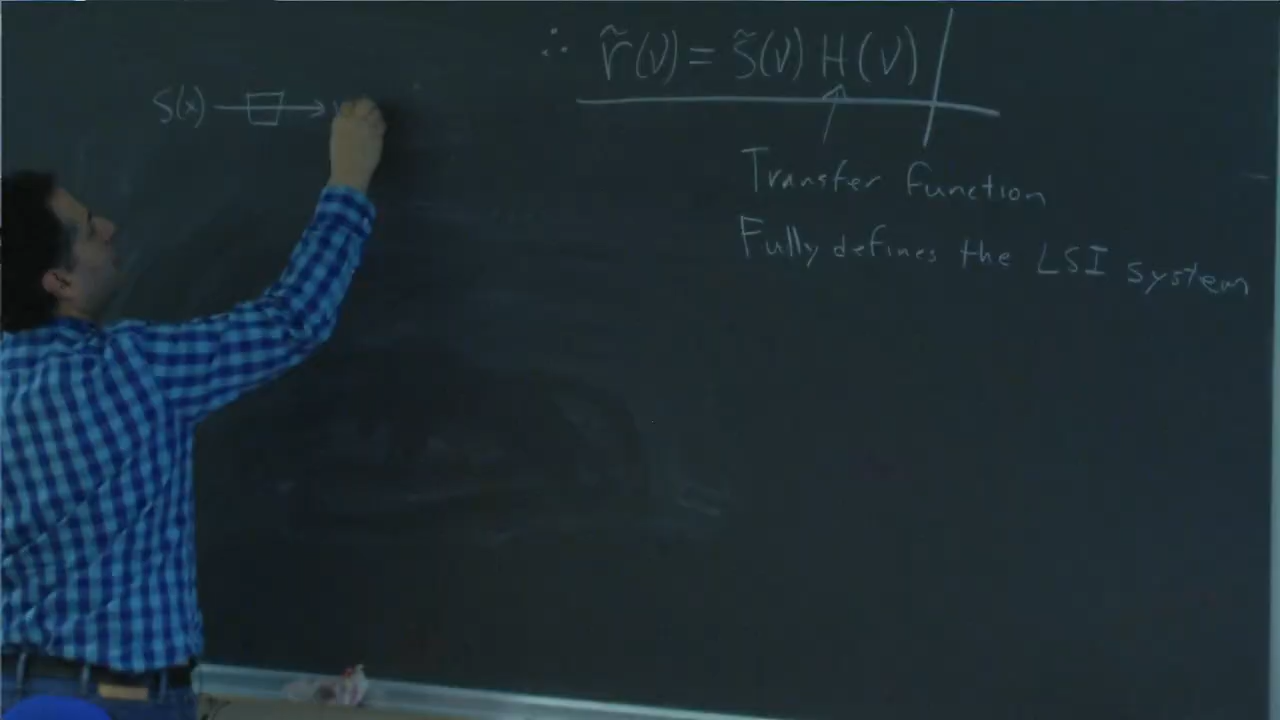 ∴ r̃(ν) = s̃(ν) H(ν)
S(x)
Transfer function
Fully defines the LSI system